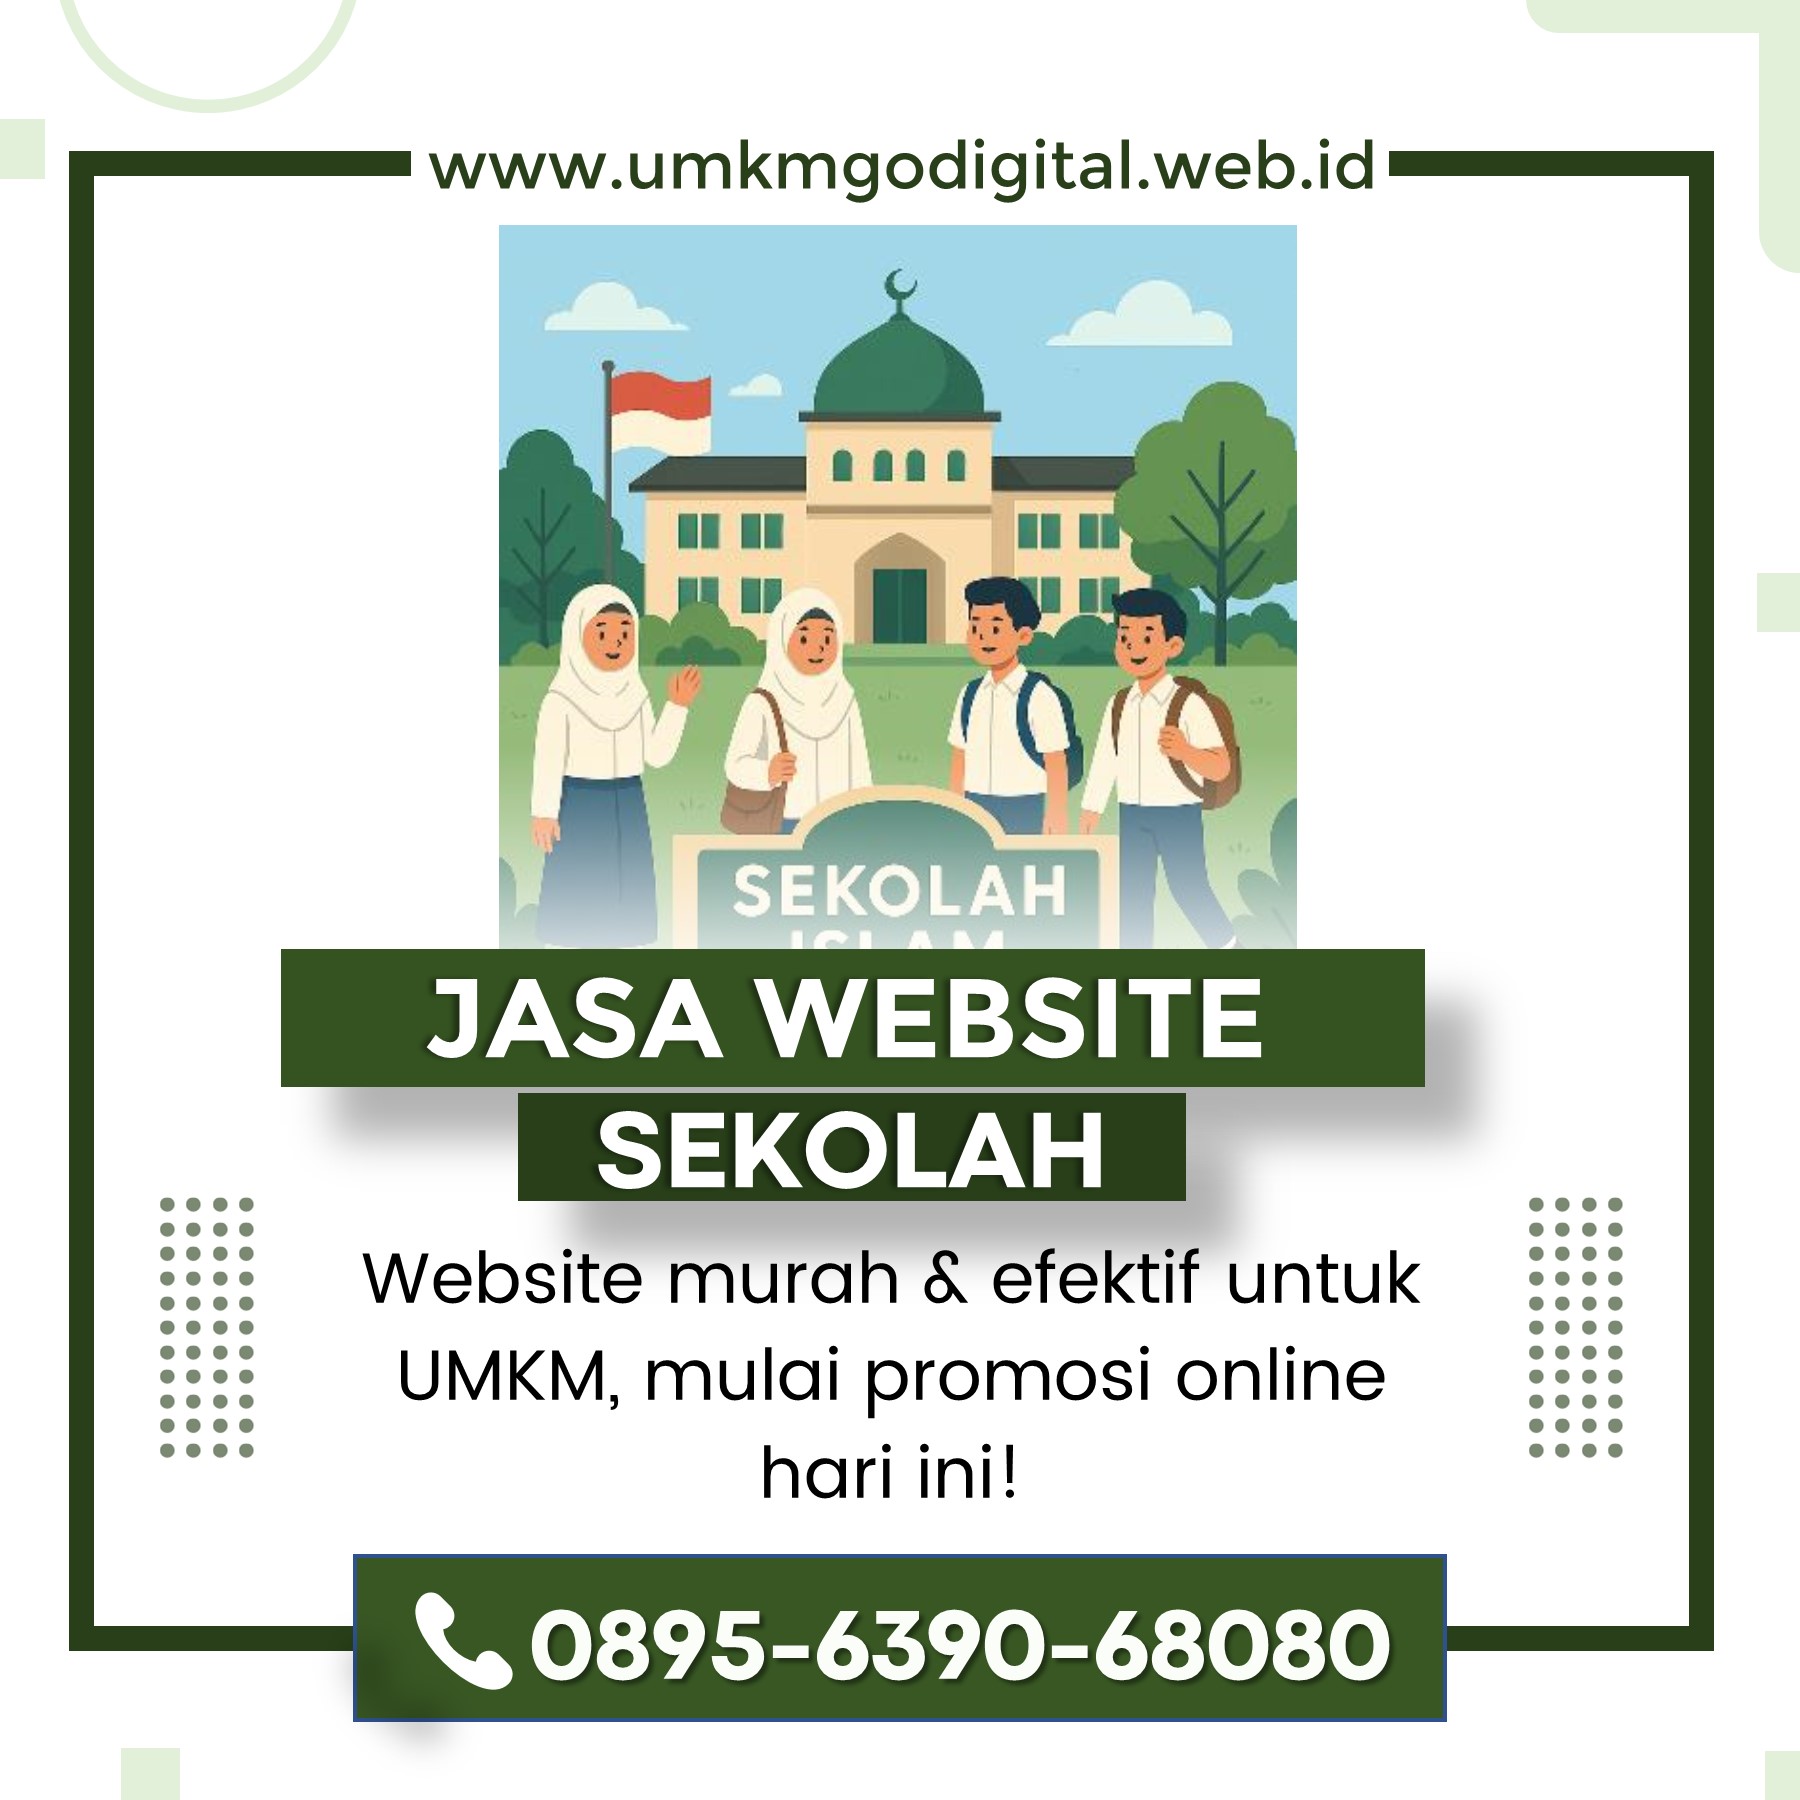 www.umkmgodigital.web.id
SEKOLAH
ISLAM
JASA WEBSITE
SEKOLAH
Website murah & efektif untuk
UMKM, mulai promosi online
hari ini!
0895-6390-68080